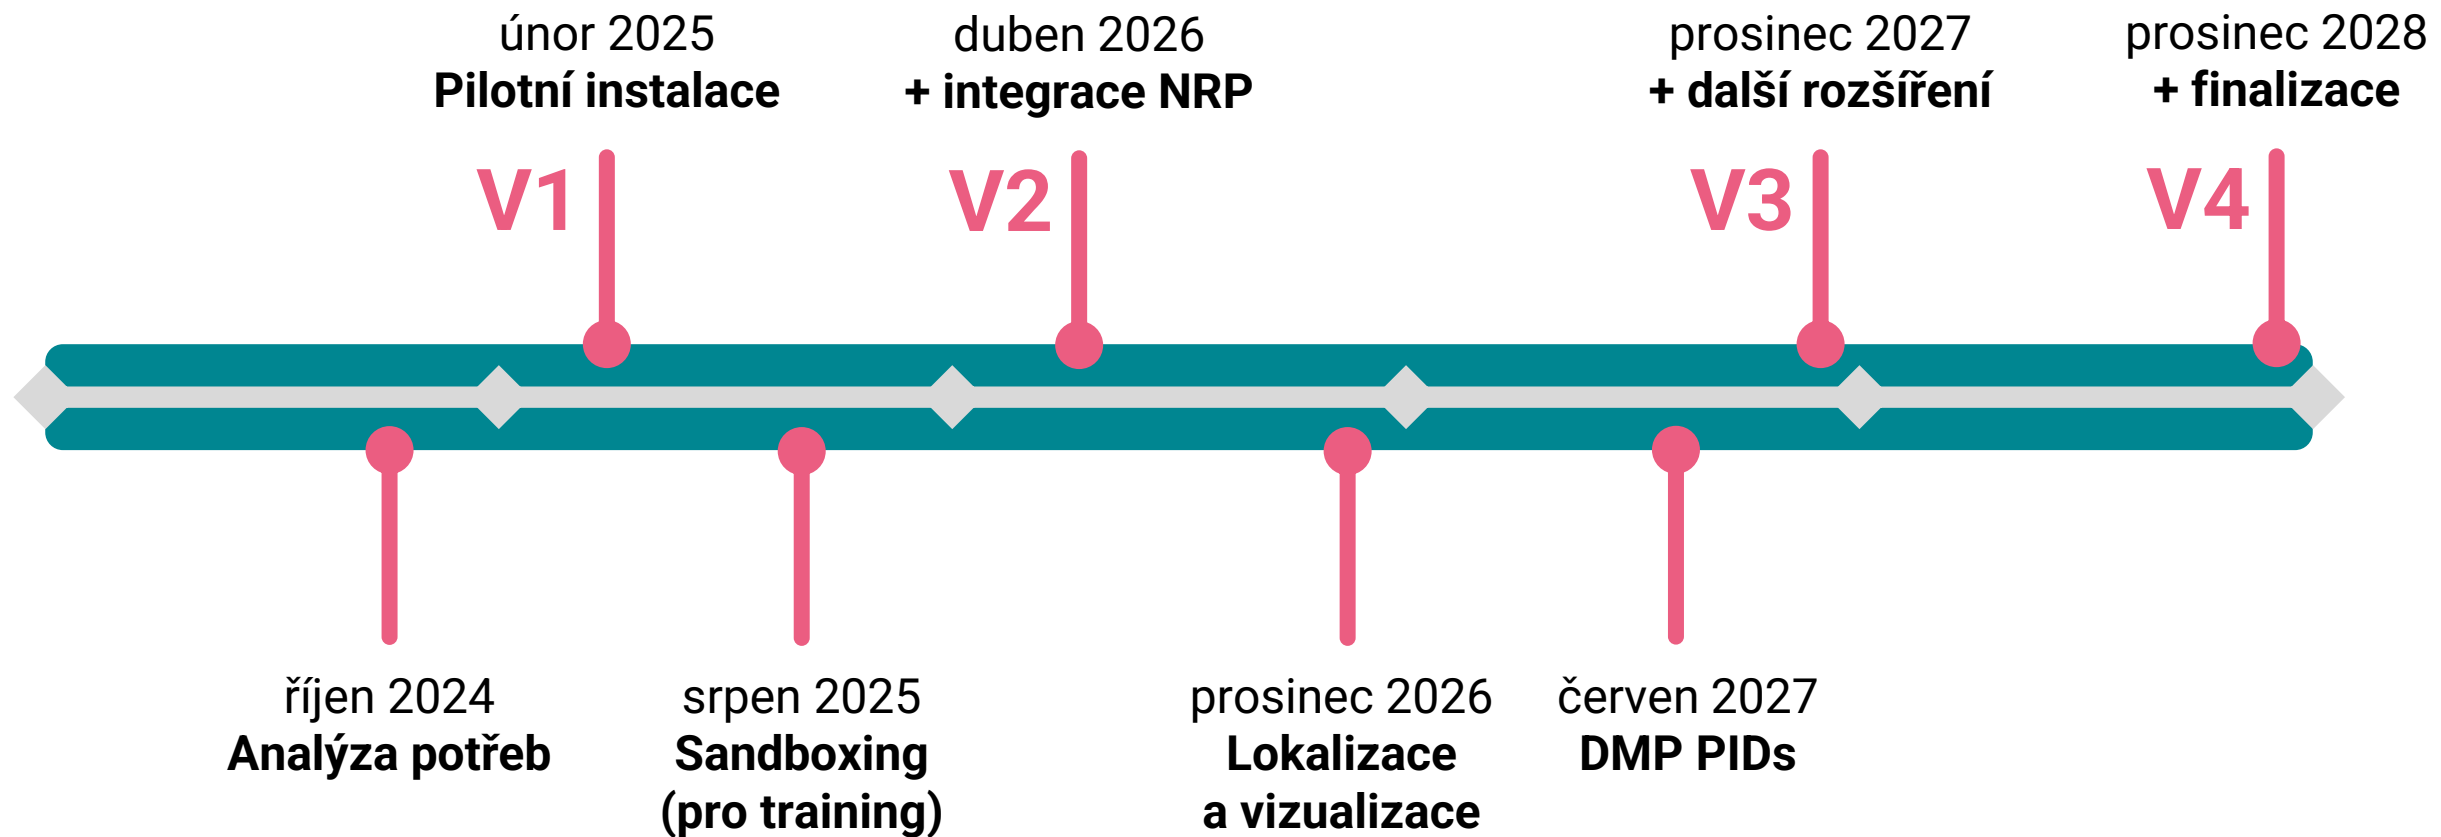 únor 2025
Pilotní instalace
V1
duben 2026
+ integrace NRP
V2
prosinec 2027
+ další rozšíření
V3
prosinec 2028
+ finalizace
V4
říjen 2024
Analýza potřeb
srpen 2025
Sandboxing
(pro training)
prosinec 2026
Lokalizace
a vizualizace
červen 2027
DMP PIDs